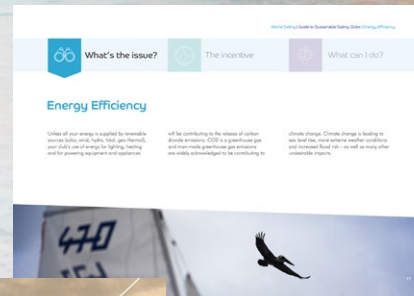 World Sailing | Guide to Sustainable Sailing Clubs | Energy Efficiency
What's the issue?
The incentive
What can I do?
Energy Efficiency
Unless all your energy is supplied by renewable
sources (solar, wind, hydro, tidal, geo-thermal),
your club's use of energy for lighting, heating
and for powering equipment and appliances
will be contributing to the release of carbon
dioxide emissions. CO2 is a greenhouse gas
and man made greenhouse gas emissions
are widely acknowledged to be contributing to
climate change. Climate change is leading to
sea level rise, more extreme weather conditions
and increased flood risk – as well as many other
undesirable impacts.
470